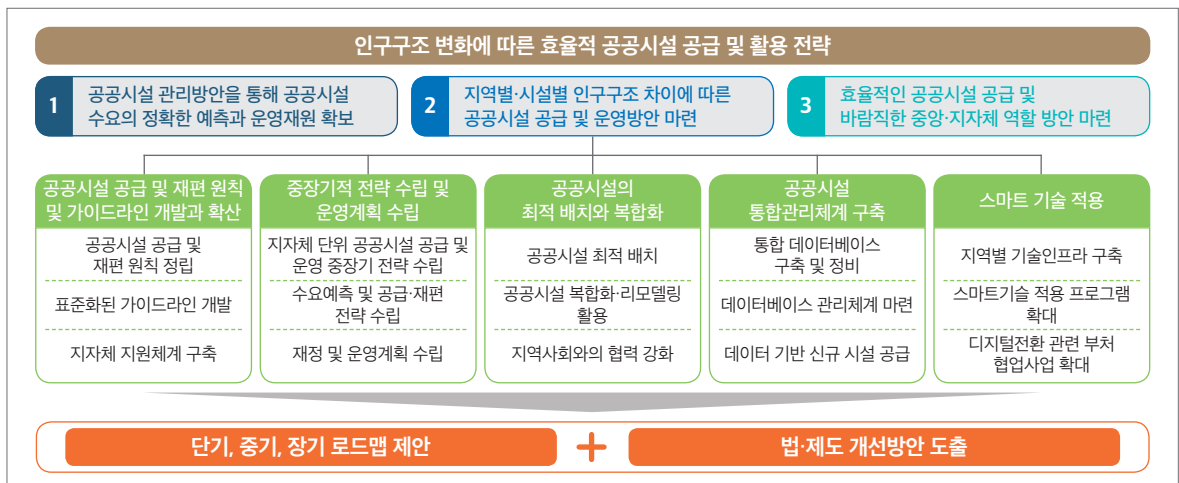 인구구조 변화에 따른 효율적 공공시설 공급 및 활용 전략
1
공공시설 관리방안을 통해 공공시설
수요의 정확한 예측과 운영재원 확보
2
지역별·시설별 인구구조 차이에 따른
공공시설 공급 및 운영방안 마련
3
효율적인 공공시설 공급 및
바람직한 중앙·지자체 역할 방안 마련
공공시설 공급 및 재편 원칙
및 가이드라인 개발과 확산
공공시설 공급 및
재편 원칙 정립
표준화된 가이드라인 개발
지자체 지원체계 구축
중장기적 전략 수립 및
운영계획 수립
지자체 단위 공공시설 공급 및
운영 중장기 전략 수립
수요예측 및 공급·재편
전략 수립
재정 및 운영계획 수립
공공시설의
최적 배치와 복합화
공공시설 최적 배치
공공시설 복합화·리모델링
활용
지역사회와의 협력 강화
공공시설
통합관리체계 구축
통합 데이터베이스
구축 및 정비
데이터베이스 관리체계 마련
데이터 기반 신규 시설 공급
스마트 기술 적용
지역별 기술인프라 구축
스마트기술 적용 프로그램
확대
디지털전환 관련 부처
협업사업 확대
단기, 중기, 장기 로드맵 제안
+
법·제도 개선방안 도출